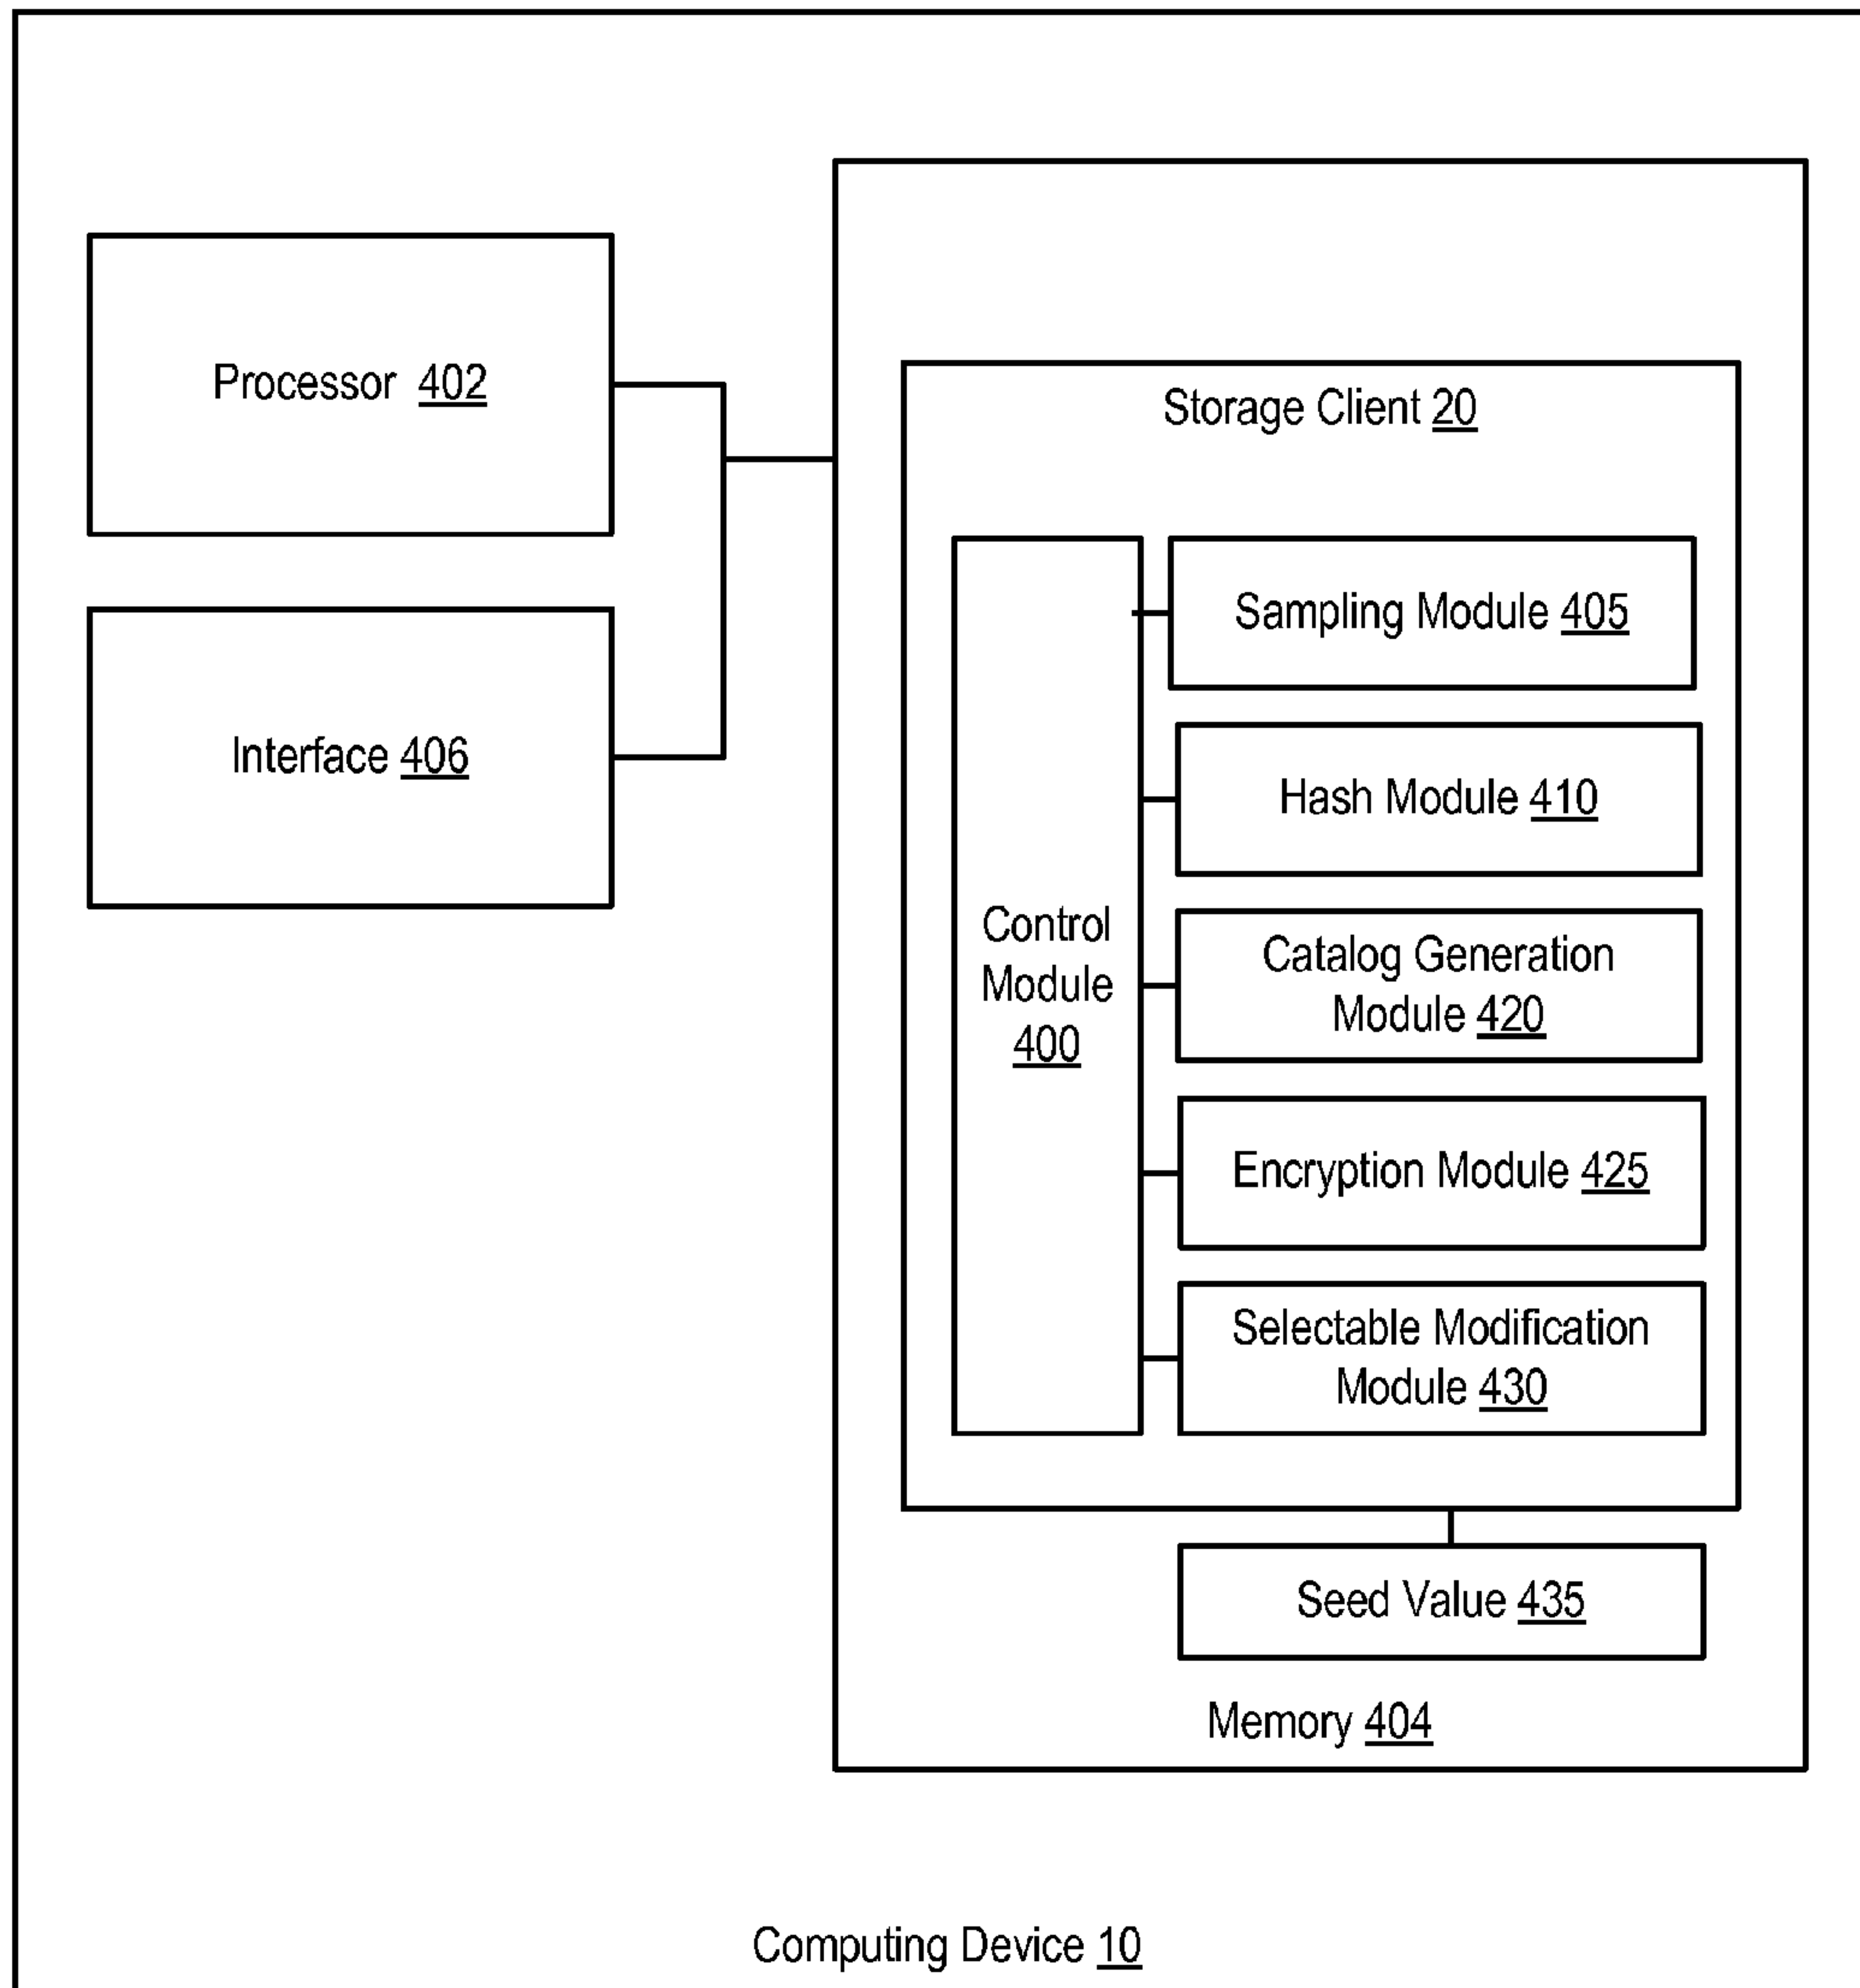 Processor 402
Interface 406
Storage Client 20
Control
Module
400
Sampling Module 405
Hash Module 410
Catalog Generation
Module 420
Encryption Module 425
Selectable Modification
Module 430
Seed Value 435
Memory 404
Computing Device 10